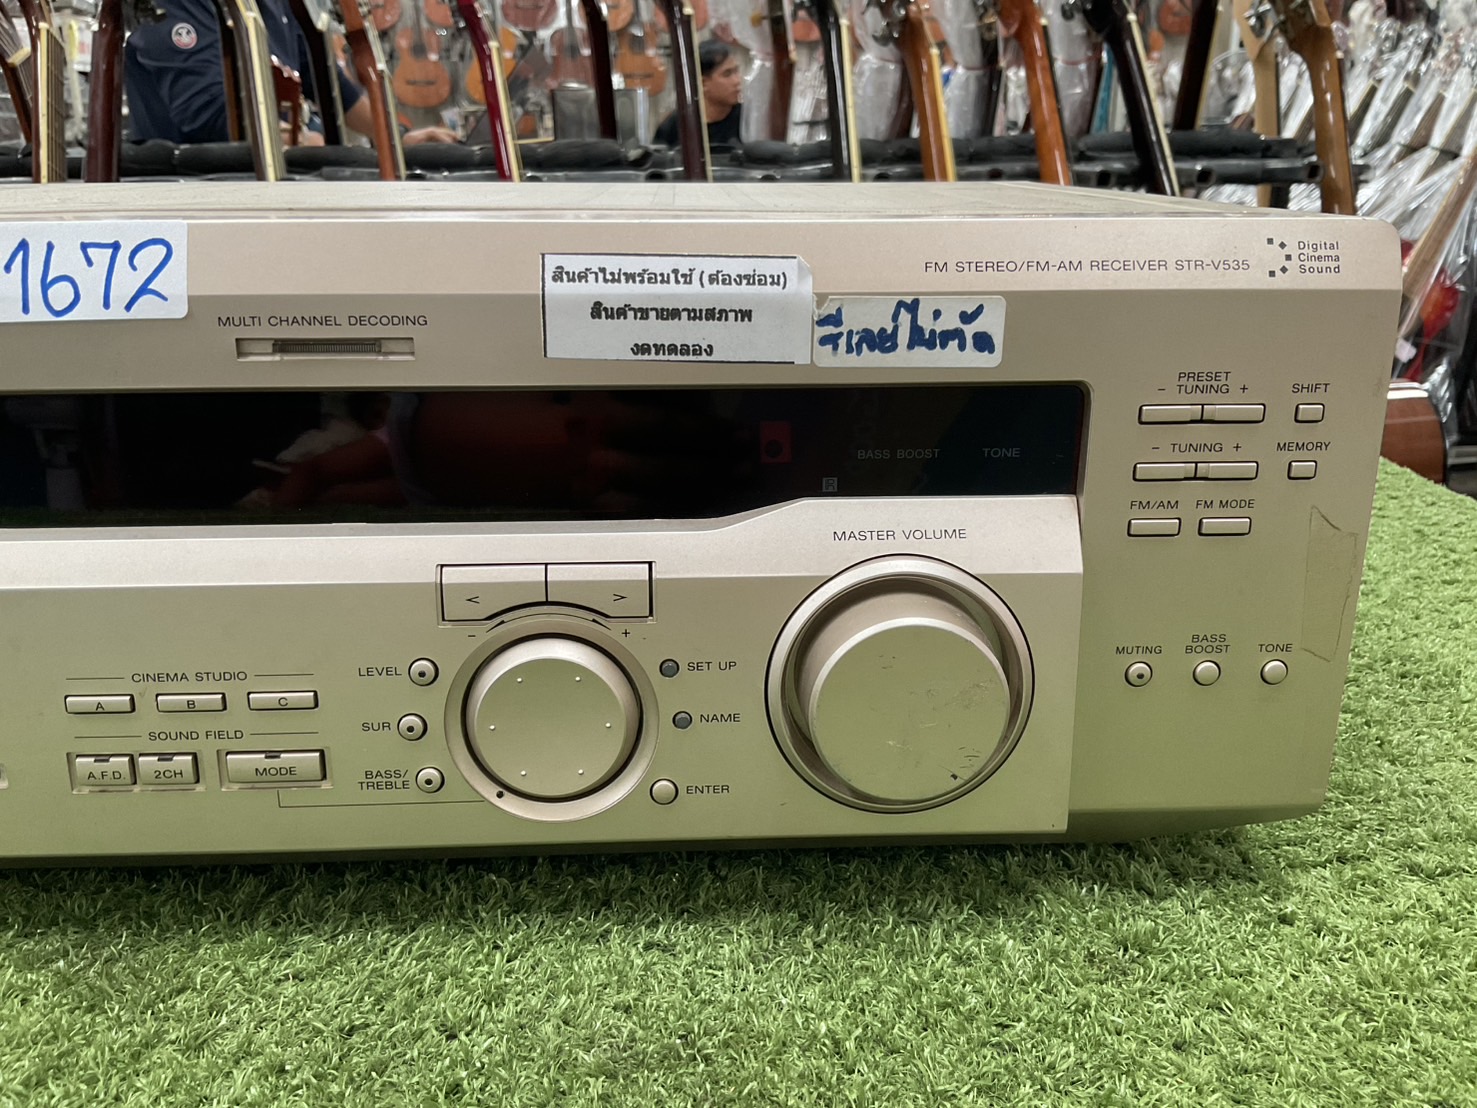 1672
สินค้าไม่พร้อมใช้ (ต้องซ่อม)
สินค้าขายตามสภาพ
งดทดลอง
รีเลย์ไม่ตัด
FM STEREO/FM-AM RECEIVER STR-V535
Digital
Cinema
Sound
MULTI CHANNEL DECODING
PRESET
− TUNING +
SHIFT
− TUNING +
MEMORY
BASS BOOST
TONE
R
FM/AM
FM MODE
MASTER VOLUME
< >
− +
LEVEL
SET UP
CINEMA STUDIO
A B C
SUR
NAME
SOUND FIELD
A.F.D. 2CH MODE
BASS/
TREBLE
ENTER
MUTING
BASS
BOOST
TONE